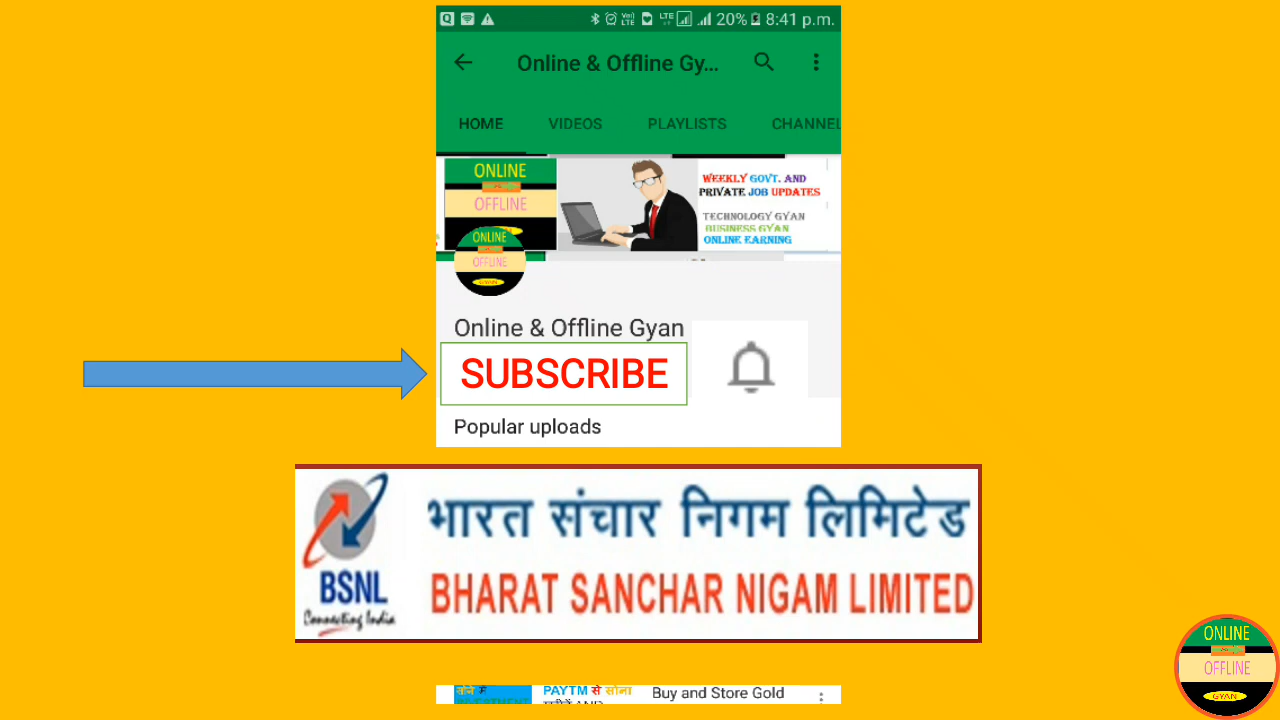 20% 8:41 p.m.
Online & Offline Gy...
HOME VIDEOS PLAYLISTS CHANNEL
ONLINE
OFFLINE
WEEKLY GOVT. AND
PRIVATE JOB UPDATES
TECHNOLOGY GYAN
BUSINESS GYAN
ONLINE EARNING
ONLINE
OFFLINE
GYAN
Online & Offline Gyan
SUBSCRIBE
Popular uploads
भारत संचार निगम लिमिटेड
BHARAT SANCHAR NIGAM LIMITED
BSNL
Connecting India
ONLINE
OFFLINE
GYAN
सोने में
PAYTM से सोना
Buy and Store Gold